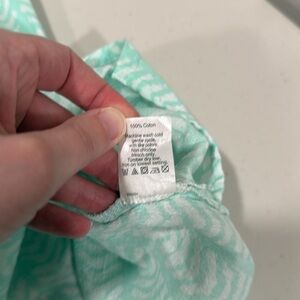 100% Cotton
Machine wash cold
gentle cycle,
with like colors.
Non chlorine
bleach only.
Tumble dry low.
Iron on lowest setting.